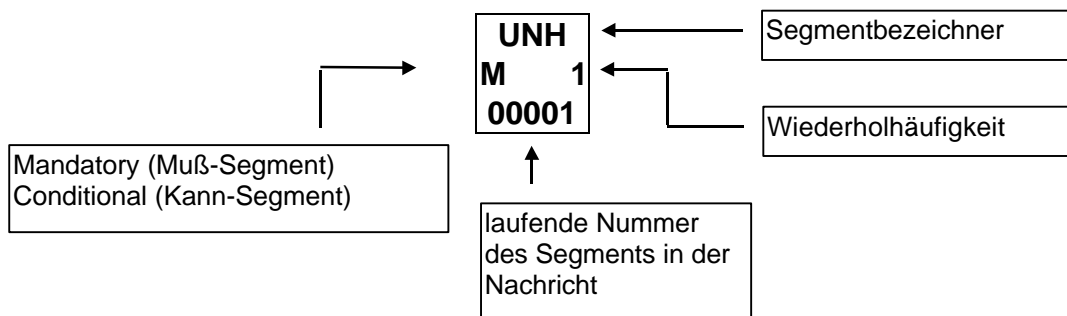 UNH
M 1
00001
Segmentbezeichner
Wiederholhäufigkeit
Mandatory (Muß-Segment)
Conditional (Kann-Segment)
laufende Nummer
des Segments in der
Nachricht